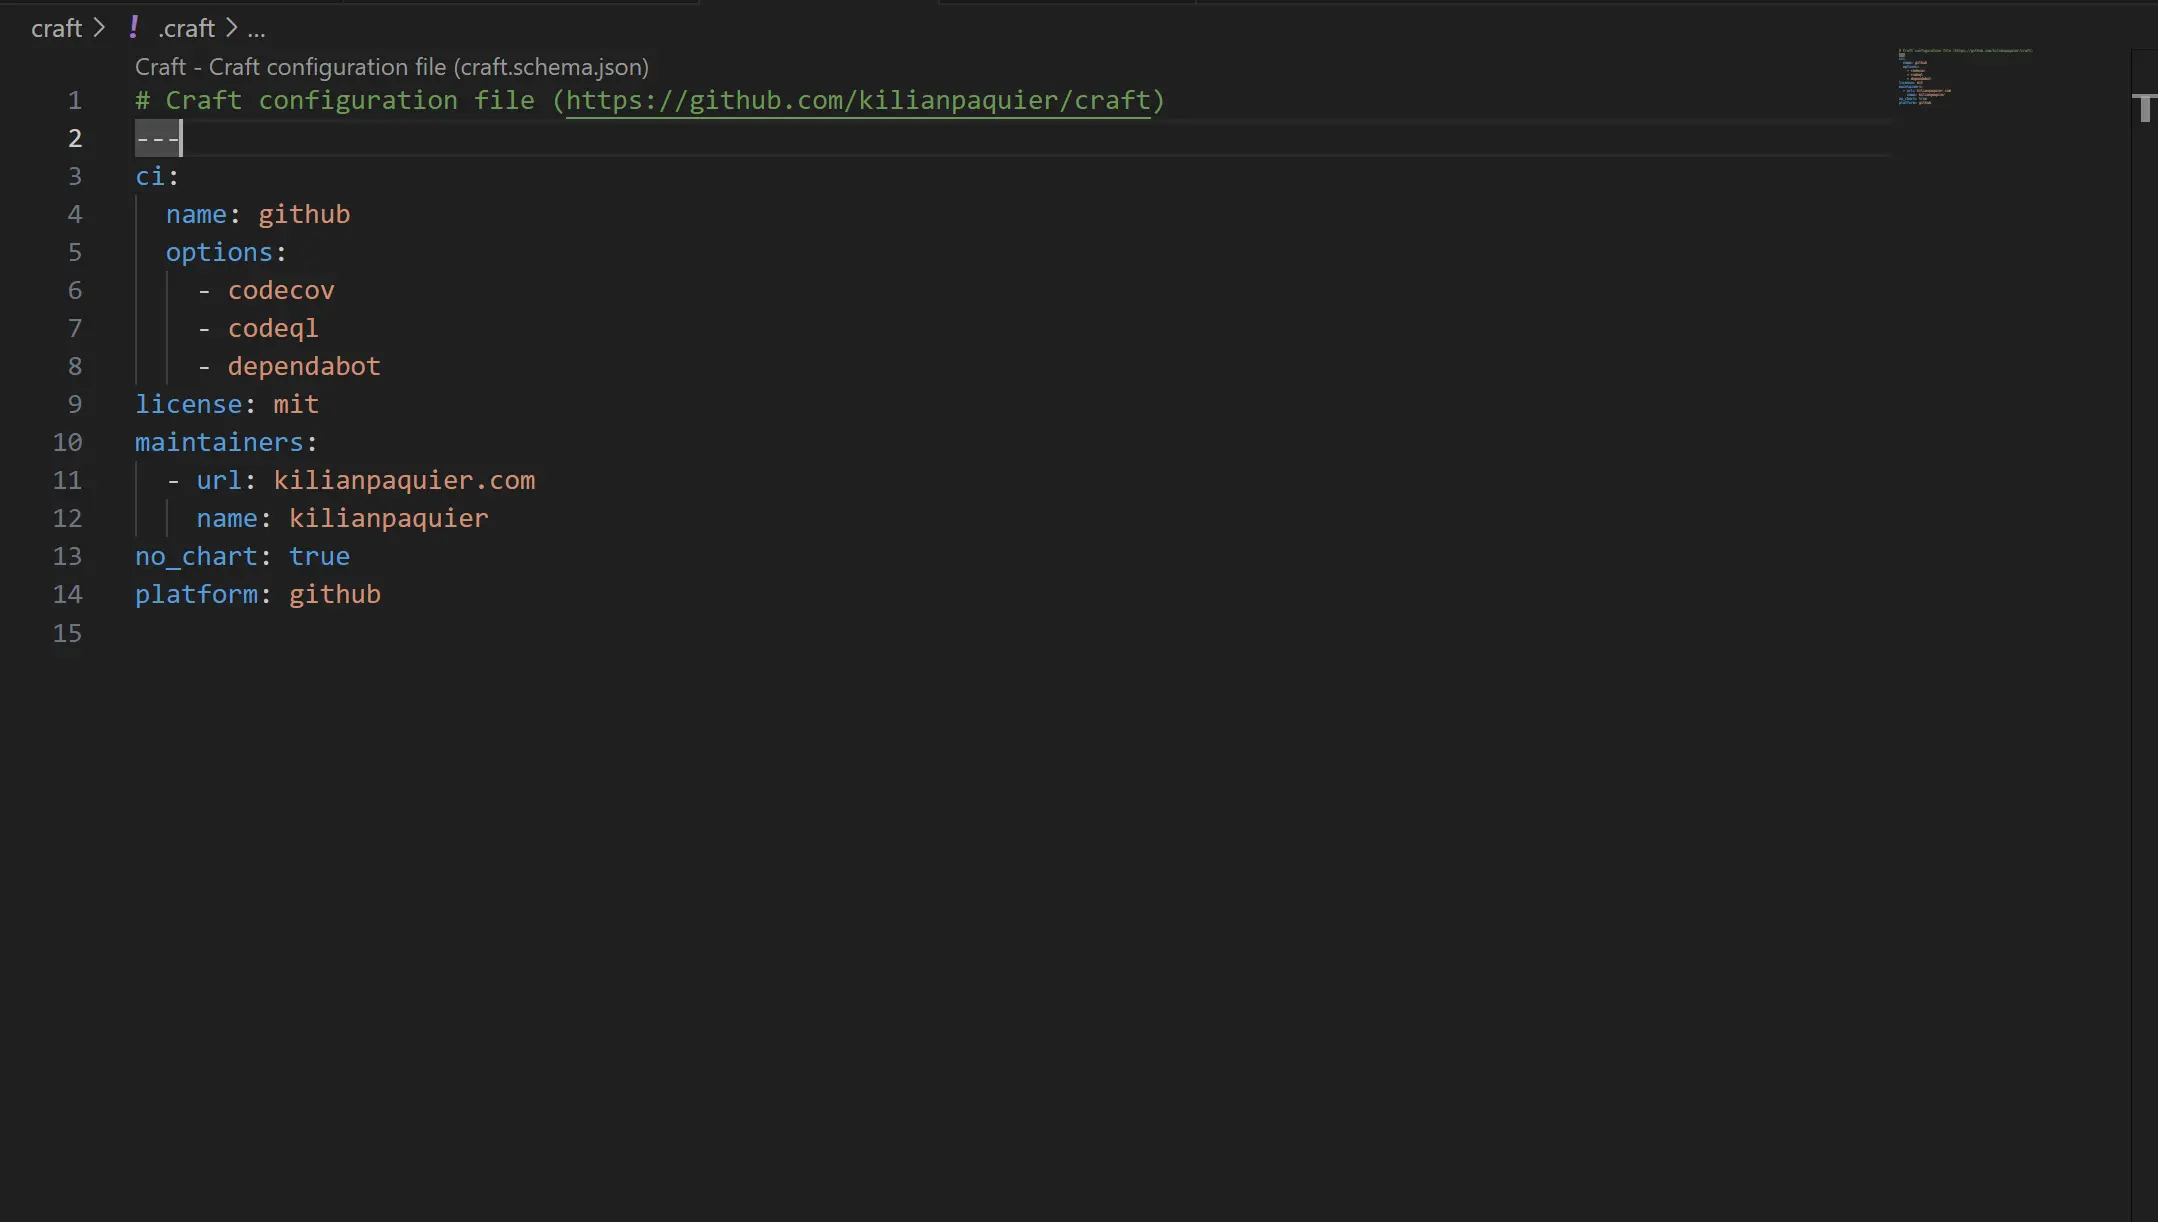 craft > ! .craft > ...
Craft - Craft configuration file (craft.schema.json)
1 # Craft configuration file (https://github.com/kilianpaquier/craft)
2 ---
3 ci:
4   name: github
5   options:
6     - codecov
7     - codeql
8     - dependabot
9 license: mit
10 maintainers:
11   - url: kilianpaquier.com
12     name: kilianpaquier
13 no_chart: true
14 platform: github
15